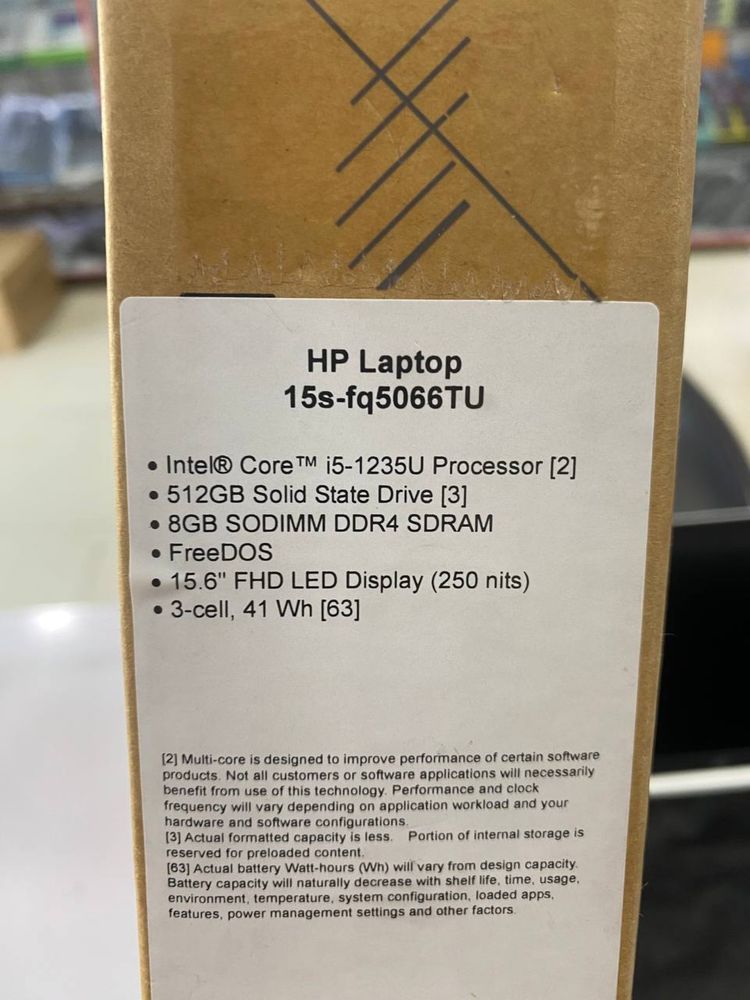 HP Laptop
15s-fq5066TU
• Intel® Core™ i5-1235U Processor [2]
• 512GB Solid State Drive [3]
• 8GB SODIMM DDR4 SDRAM
• FreeDOS
• 15.6" FHD LED Display (250 nits)
• 3-cell, 41 Wh [63]
[2] Multi-core is designed to improve performance of certain software
products. Not all customers or software applications will necessarily
benefit from use of this technology. Performance and clock
frequency will vary depending on application workload and your
hardware and software configurations.
[3] Actual formatted capacity is less. Portion of internal storage is
reserved for preloaded content.
[63] Actual battery Watt-hours (Wh) will vary from design capacity.
Battery capacity will naturally decrease with shelf life, time, usage,
environment, temperature, system configuration, loaded apps,
features, power management settings and other factors.